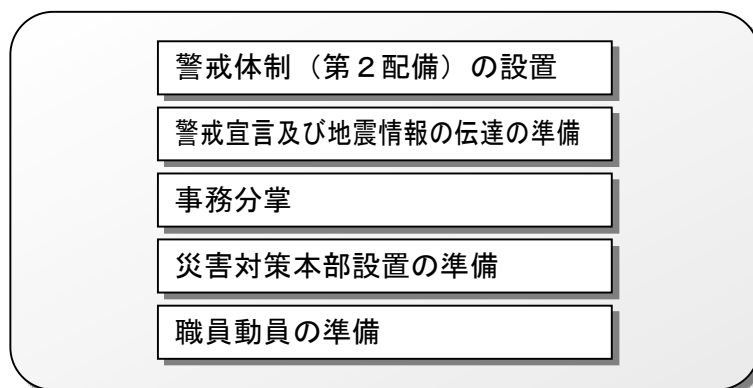 警戒体制（第２配備）の設置
警戒宣言及び地震情報の伝達の準備
事務分掌
災害対策本部設置の準備
職員動員の準備